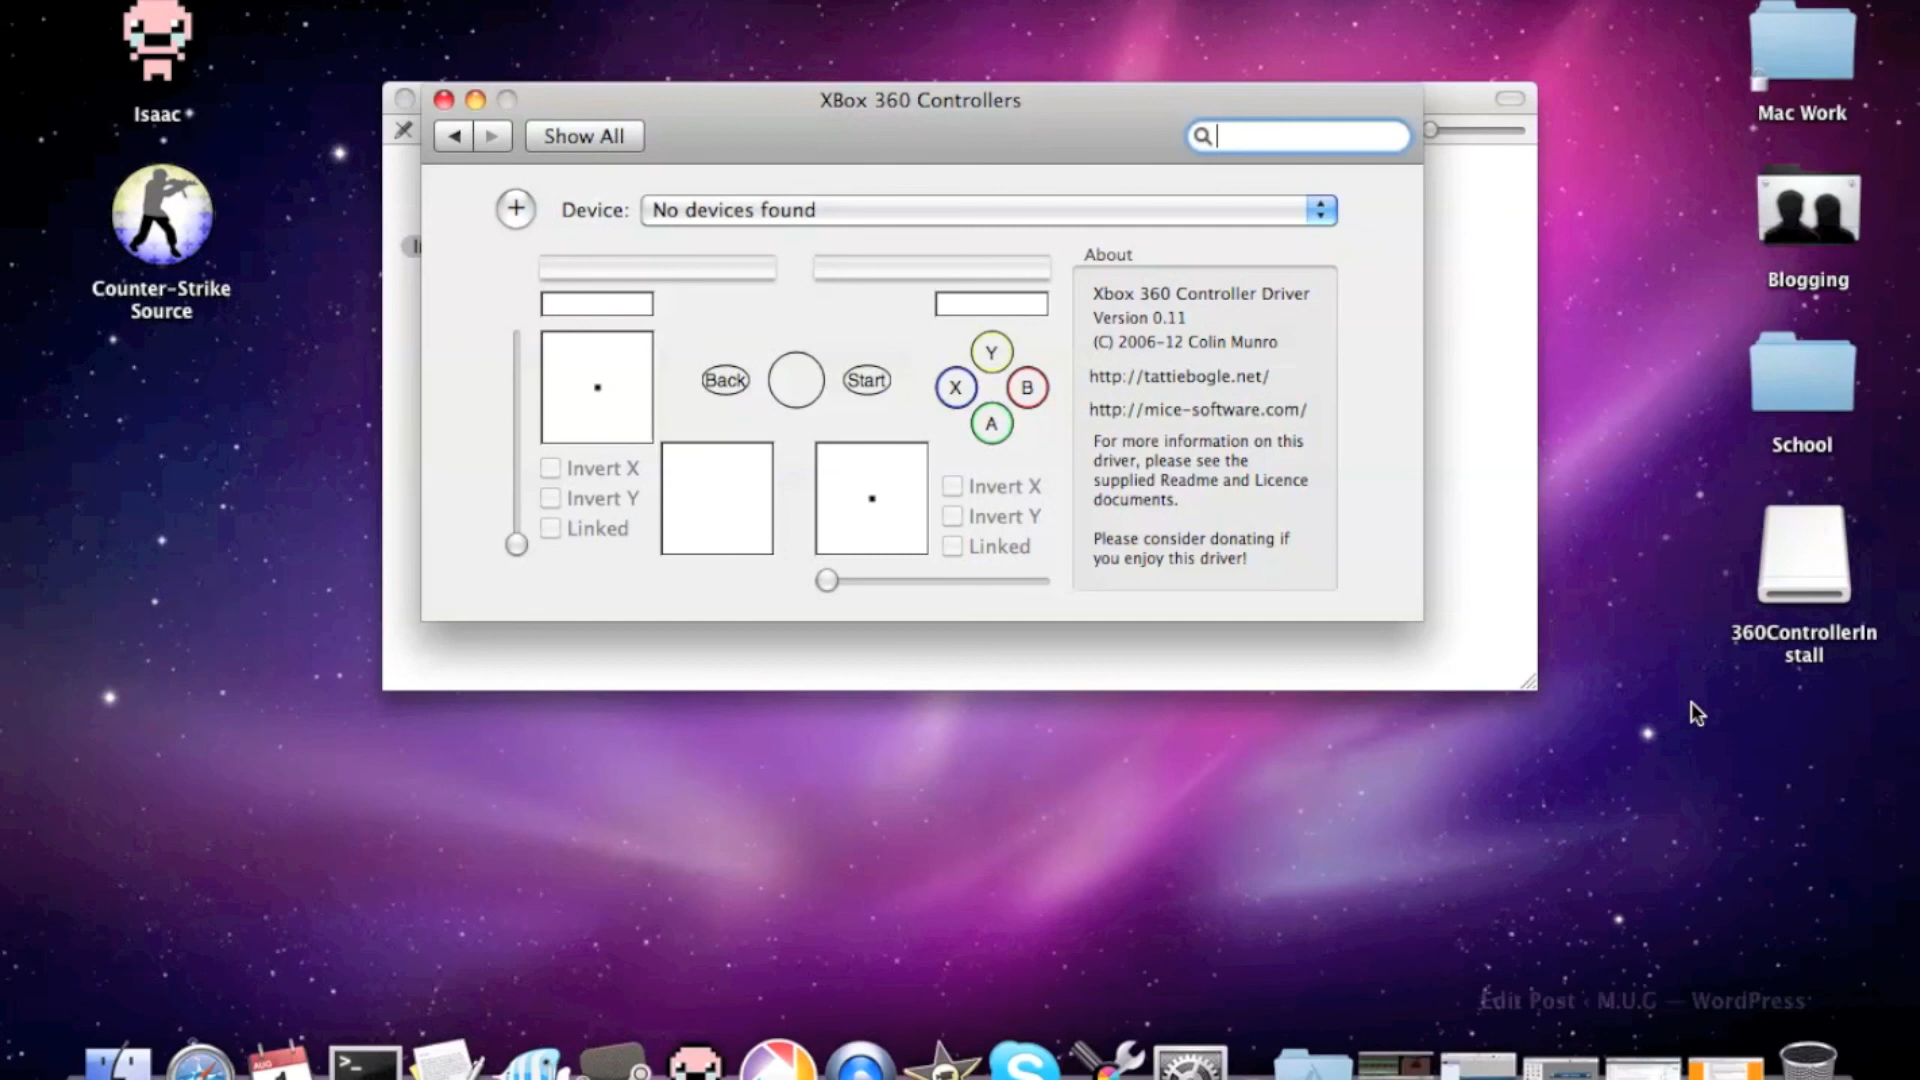 XBox 360 Controllers
Show All
Device:
No devices found
Back
Start
Y
X
B
A
Invert X
Invert Y
Linked
Invert X
Invert Y
Linked
About
Xbox 360 Controller Driver
Version 0.11
(C) 2006-12 Colin Munro
http://tattiebogle.net/
http://mice-software.com/
For more information on this
driver, please see the
supplied Readme and Licence
documents.
Please consider donating if
you enjoy this driver!
Isaac
Counter-Strike
Source
Mac Work
Blogging
School
360ControllerIn
stall
Edit Post · M.U.G — WordPress
AUG